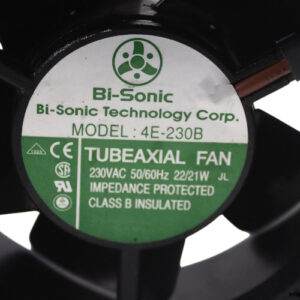 Bi-Sonic
Bi-Sonic Technology Corp.
MODEL : 4E-230B
TUBEAXIAL FAN
230VAC 50/60Hz 22/21W JL
IMPEDANCE PROTECTED
CLASS B INSULATED